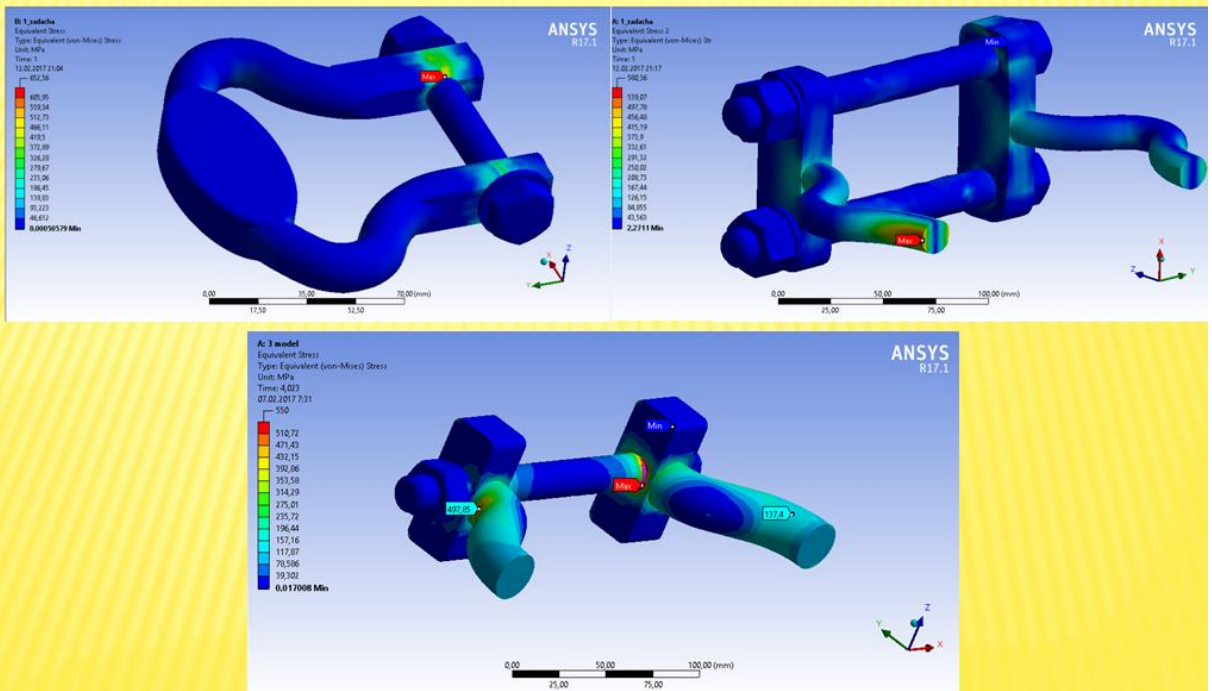 B: 1_zadacha
Equivalent Stress
Type: Equivalent (von-Mises) Stress
Unit: MPa
Time: 1
12.02.2017 21:04
652,56
605,95
559,34
512,73
466,11
419,5
372,89
326,28
279,67
233,06
186,45
139,83
93,223
46,612
0,00050579 Min
ANSYS
R17.1
Max
X
Y
Z
0,00
35,00
70,00 (mm)
17,50
52,50
A: 1_zadacha
Equivalent Stress 2
Type: Equivalent (von-Mises) Str
Unit: MPa
Time: 1
12.02.2017 21:17
580,36
539,07
497,78
456,48
415,19
373,9
332,61
291,32
250,02
208,73
167,44
126,15
84,855
43,563
2,2711 Min
ANSYS
R17.1
Min
Max
X
Z
Y
0,00
50,00
100,00 (mm)
25,00
75,00
A: 3 model
Equivalent Stress
Type: Equivalent (von-Mises) Stress
Unit: MPa
Time: 4,023
07.02.2017 7:31
550
510,72
471,43
432,15
392,86
353,58
314,29
275,01
235,72
196,44
157,16
117,87
78,586
39,302
0,017008 Min
ANSYS
R17.1
Min
Max
497,85
137,4
Z
Y
X
0,00
50,00
100,00 (mm)
25,00
75,00